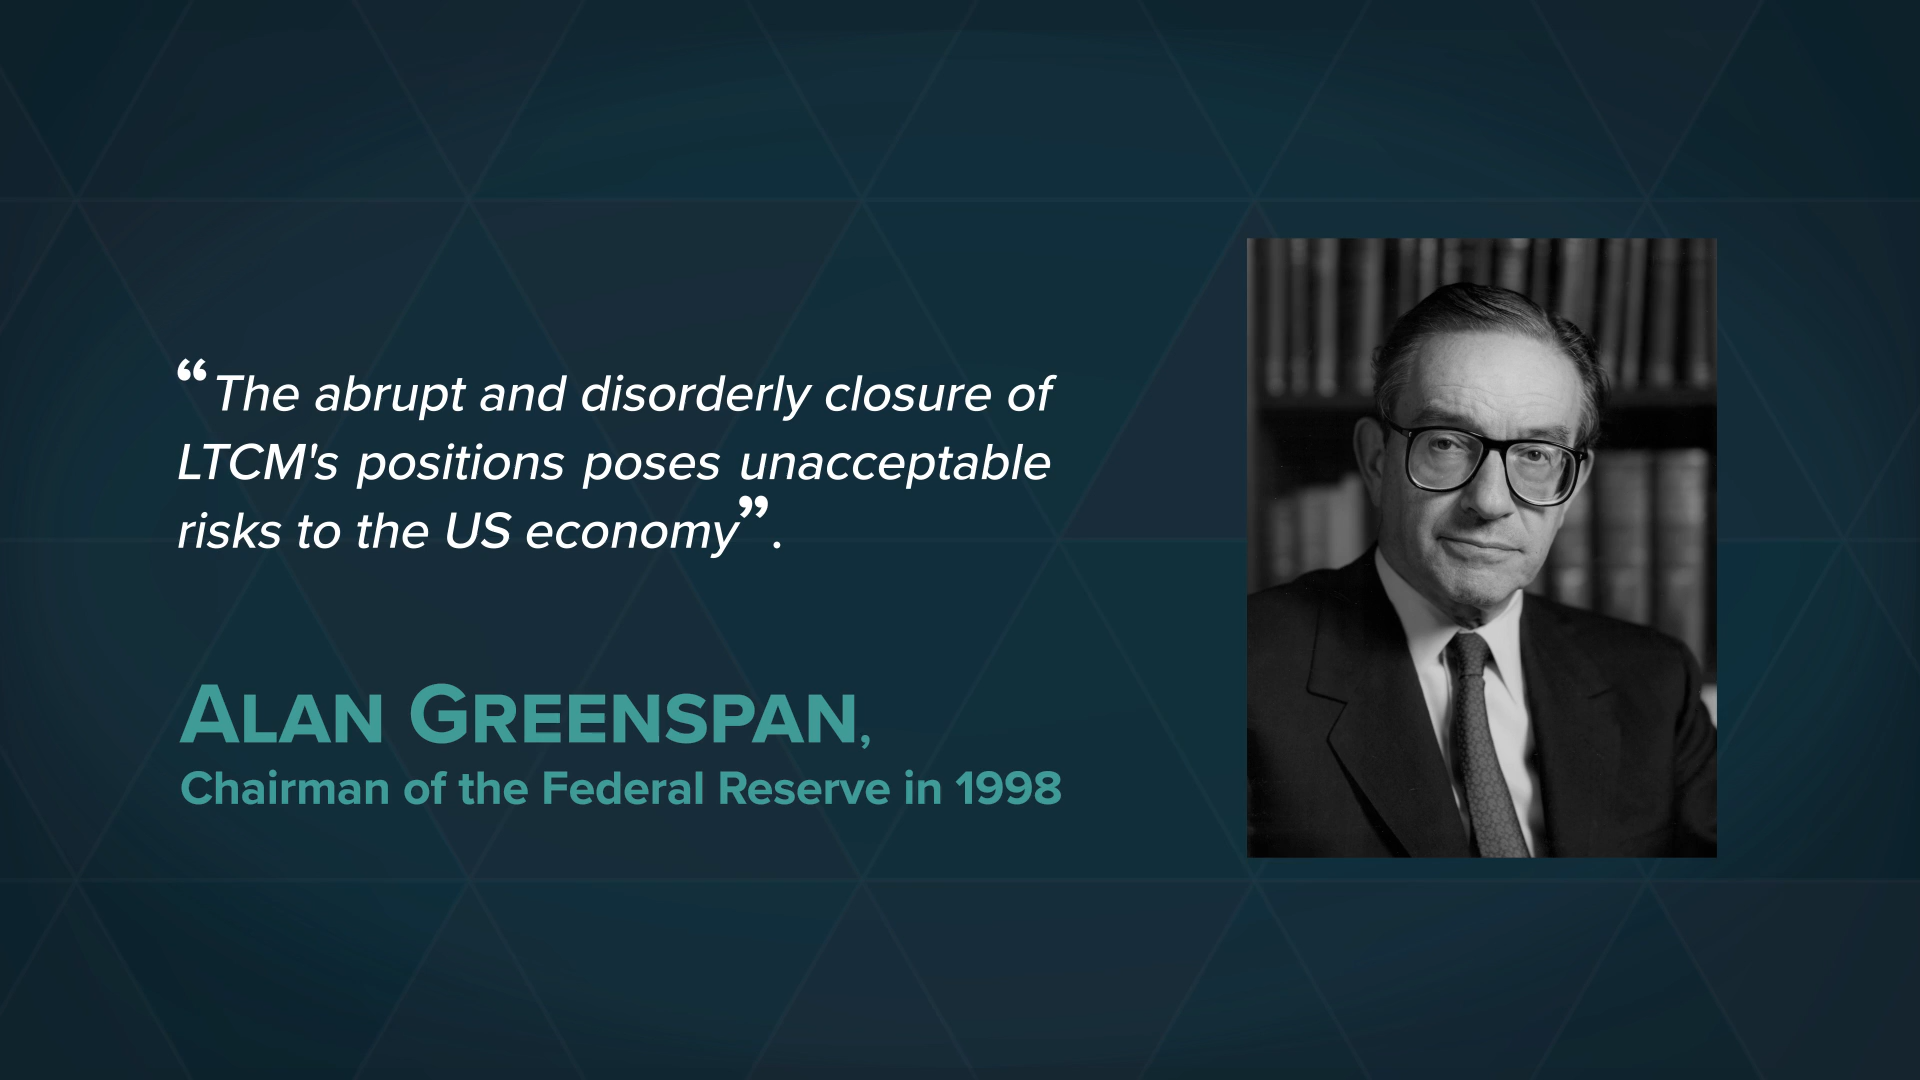 “The abrupt and disorderly closure of
LTCM's positions poses unacceptable
risks to the US economy”.
ALAN GREENSPAN,
Chairman of the Federal Reserve in 1998